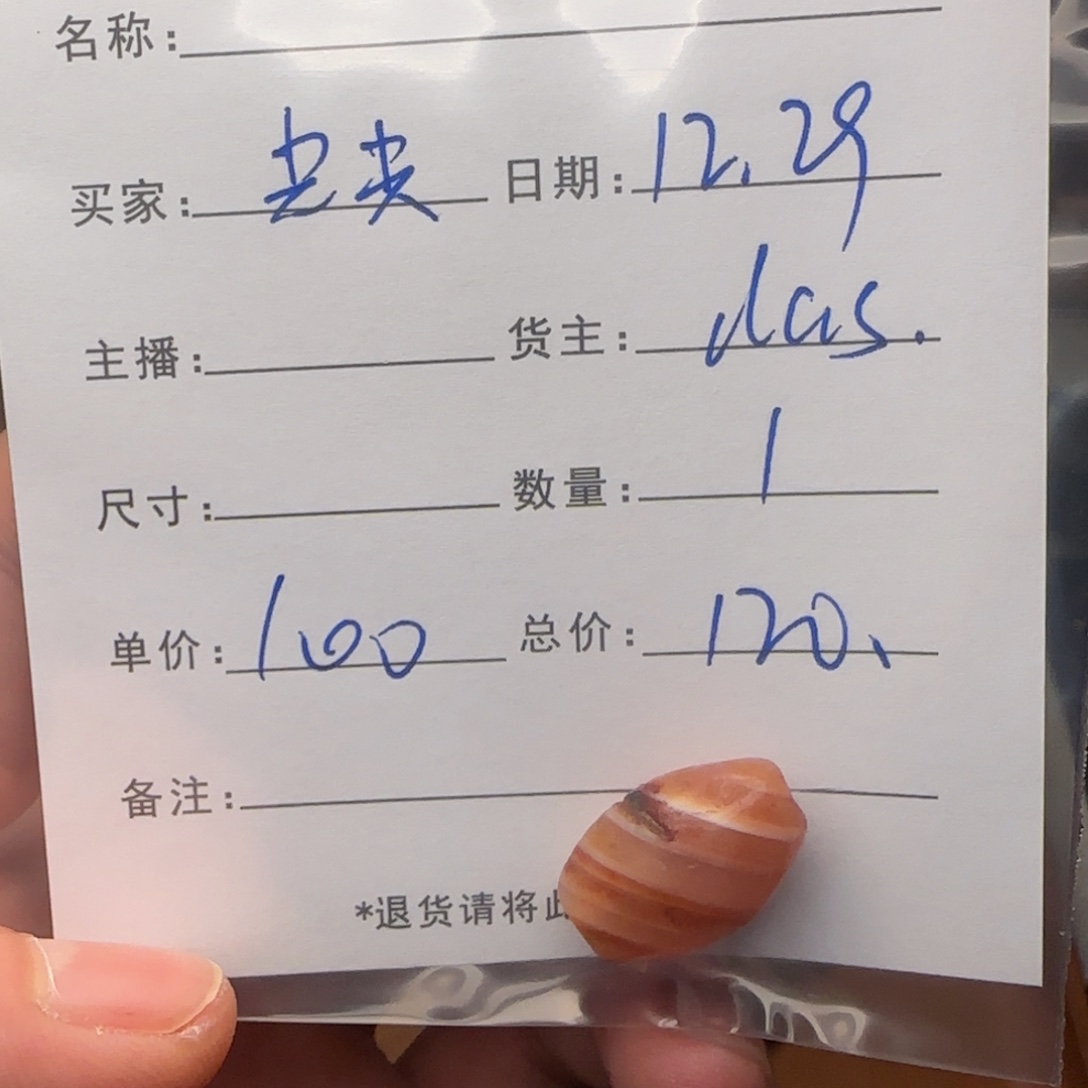 名称:
买家: 日期: 12.29
主播: 货主: das.
尺寸: 数量: 1
单价: 100 总价: 120、
备注:
*退货请将此